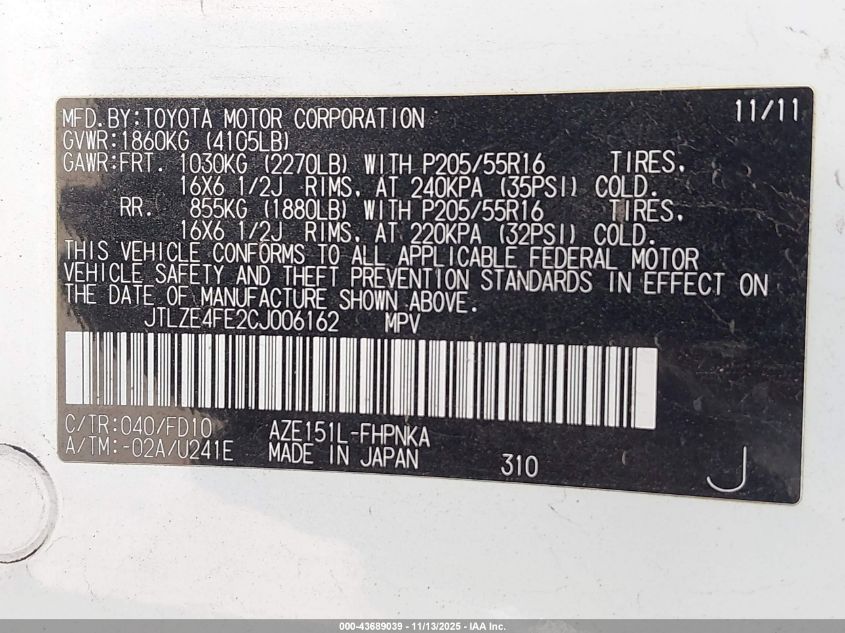 MFD.BY:TOYOTA MOTOR CORPORATION 11/11
GVWR:1860KG (4105LB)
GAWR:FRT. 1030KG (2270LB) WITH P205/55R16 TIRES,
16X6 1/2J RIMS, AT 240KPA (35PSI) COLD.
RR. 855KG (1880LB) WITH P205/55R16 TIRES,
16X6 1/2J RIMS, AT 220KPA (32PSI) COLD.
THIS VEHICLE CONFORMS TO ALL APPLICABLE FEDERAL MOTOR
VEHICLE SAFETY AND THEFT PREVENTION STANDARDS IN EFFECT ON
THE DATE OF MANUFACTURE SHOWN ABOVE.
JTLZE4FE2CJ006162 MPV
C/TR:040/FD10 AZE151L-FHPNKA
A/TM:-02A/U241E MADE IN JAPAN 310 J
000-43689039 - 11/13/2025 - IAA Inc.